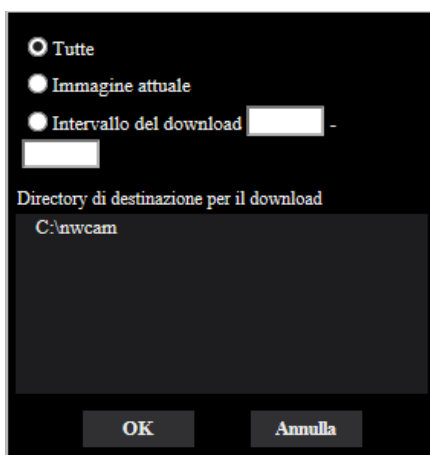 Tutte
Immagine attuale
Intervallo del download -
Directory di destinazione per il download
C:\nwcam
OK
Annulla